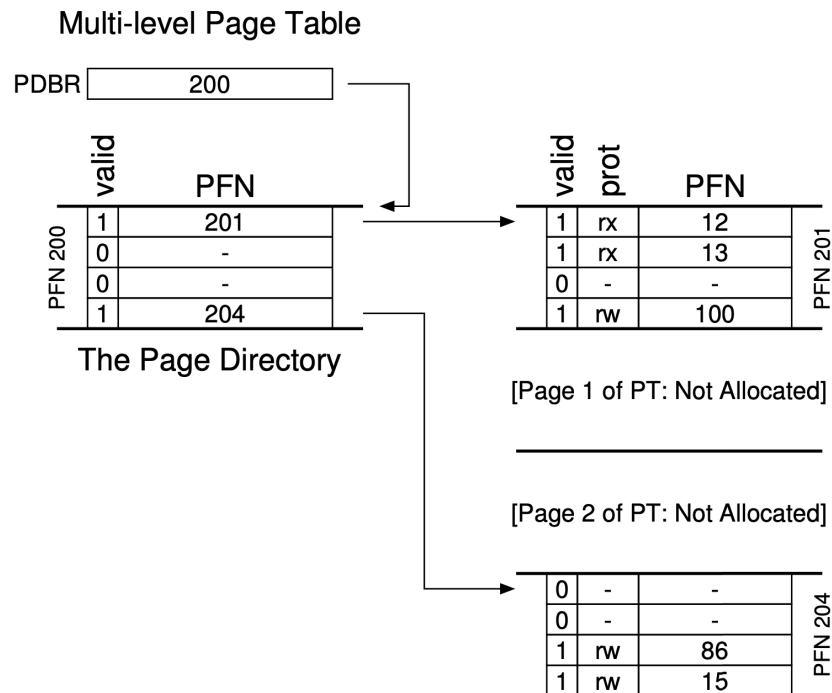 Multi-level Page Table
PDBR 200
valid PFN
PFN 200
1 201
0 -
0 -
1 204
The Page Directory
valid prot PFN
1 rx 12
1 rx 13
0 - -
1 rw 100
PFN 201
[Page 1 of PT: Not Allocated]
[Page 2 of PT: Not Allocated]
0 - -
0 - -
1 rw 86
1 rw 15
PFN 204